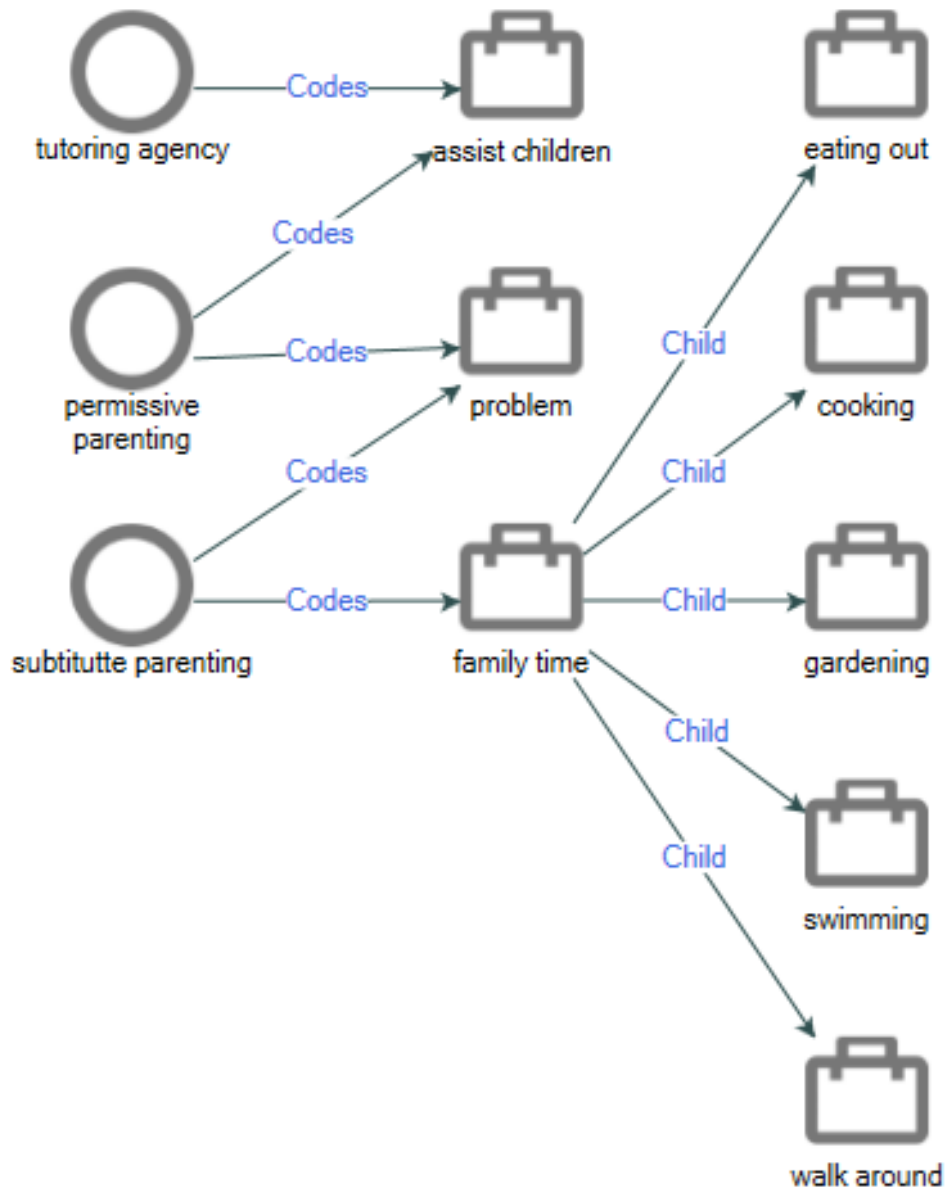 Codes
tutoring agency
assist children
eating out
Codes
Codes
Child
permissive
parenting
problem
cooking
Codes
Child
Codes
Child
subtitutte parenting
family time
gardening
Child
Child
swimming
walk around